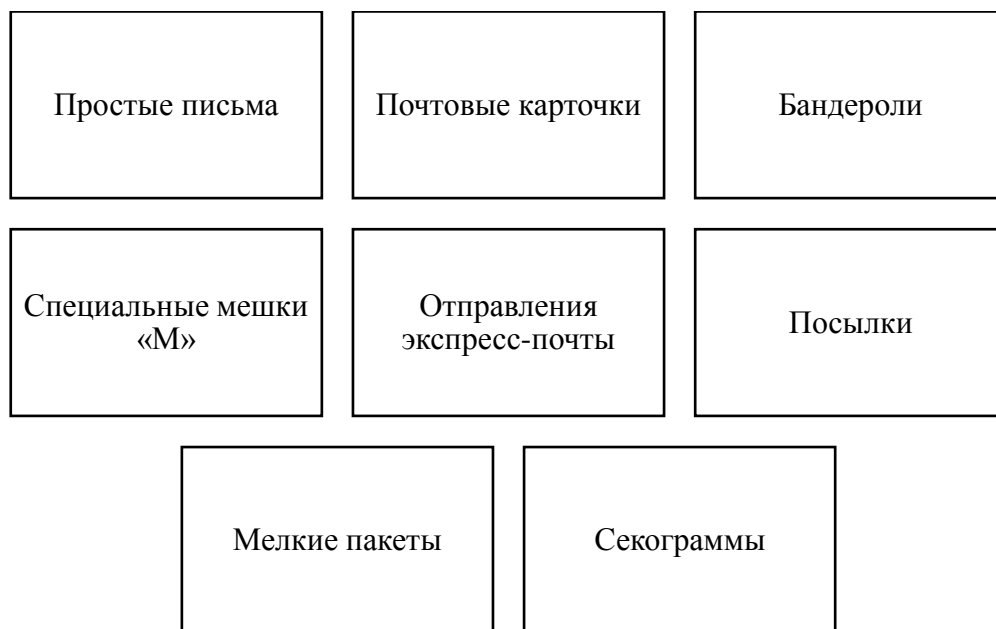 Простые письма
Почтовые карточки
Бандероли
Специальные мешки
«М»
Отправления
экспресс-почты
Посылки
Мелкие пакеты
Секограммы